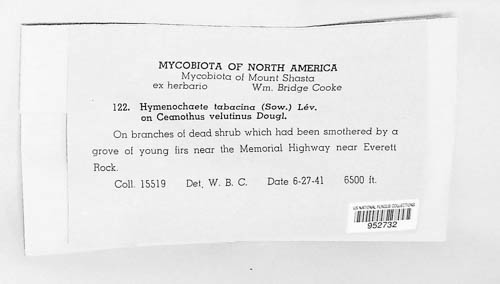 MYCOBIOTA OF NORTH AMERICA
Mycobiota of Mount Shasta
ex herbario Wm. Bridge Cooke
122. Hymenochaete tabacina (Sow.) Lév.
on Ceanothus velutinus Dougl.
On branches of dead shrub which had been smothered by a
grove of young firs near the Memorial Highway near Everett
Rock.
Coll. 15519 Det. W. B. C. Date 6-27-41 6500 ft.
US NATIONAL FUNGUS COLLECTIONS
952732